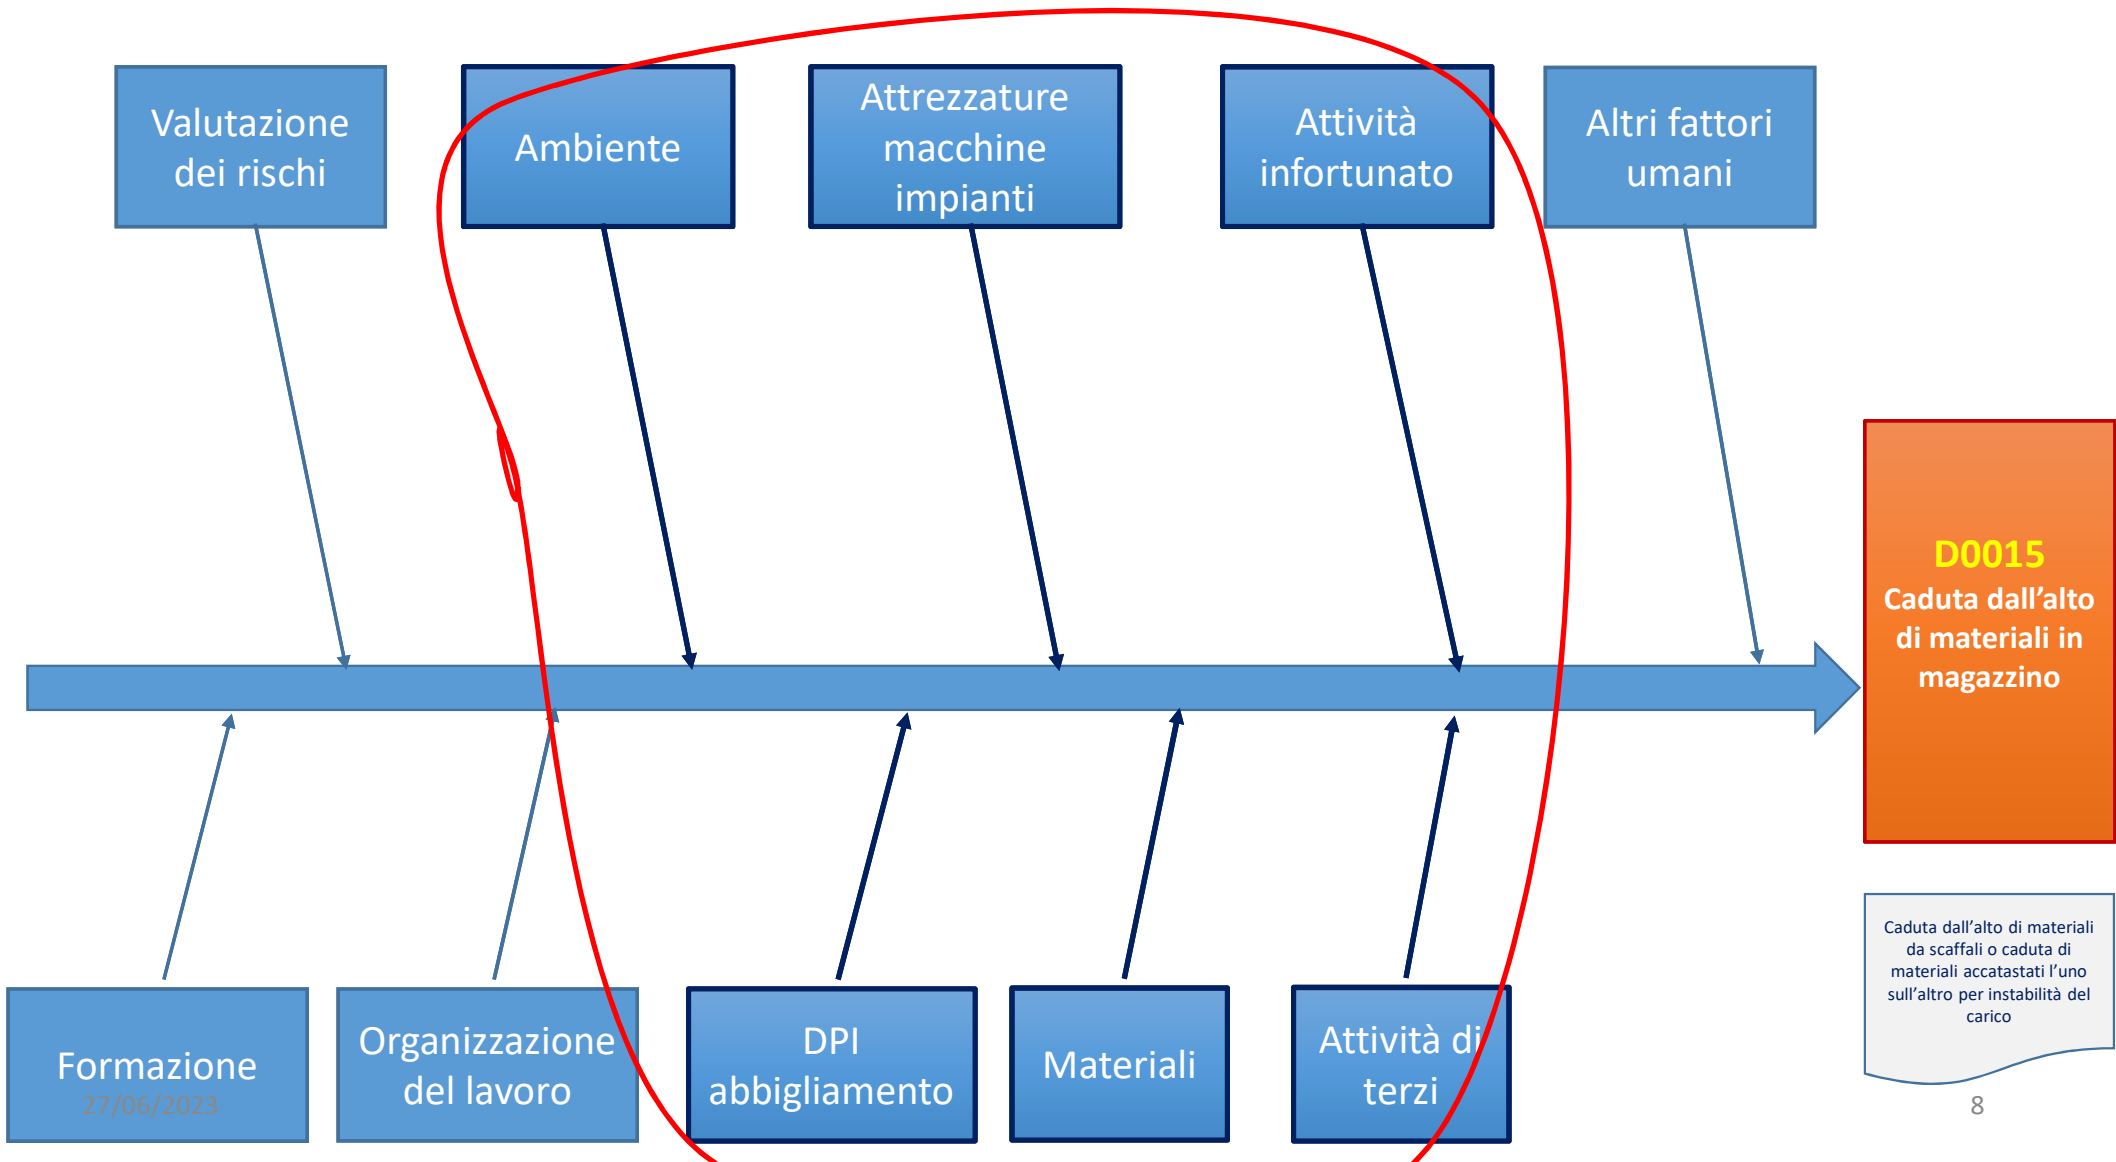 Valutazione
dei rischi
Ambiente
Attrezzature
macchine
impianti
Attività
infortunato
Altri fattori
umani
D0015
Caduta dall'alto
di materiali in
magazzino
Caduta dall'alto di materiali
da scaffali o caduta di
materiali accatastati l'uno
sull'altro per instabilità del
carico
Formazione
27/06/2023
Organizzazione
del lavoro
DPI
abbigliamento
Materiali
Attività di
terzi
8